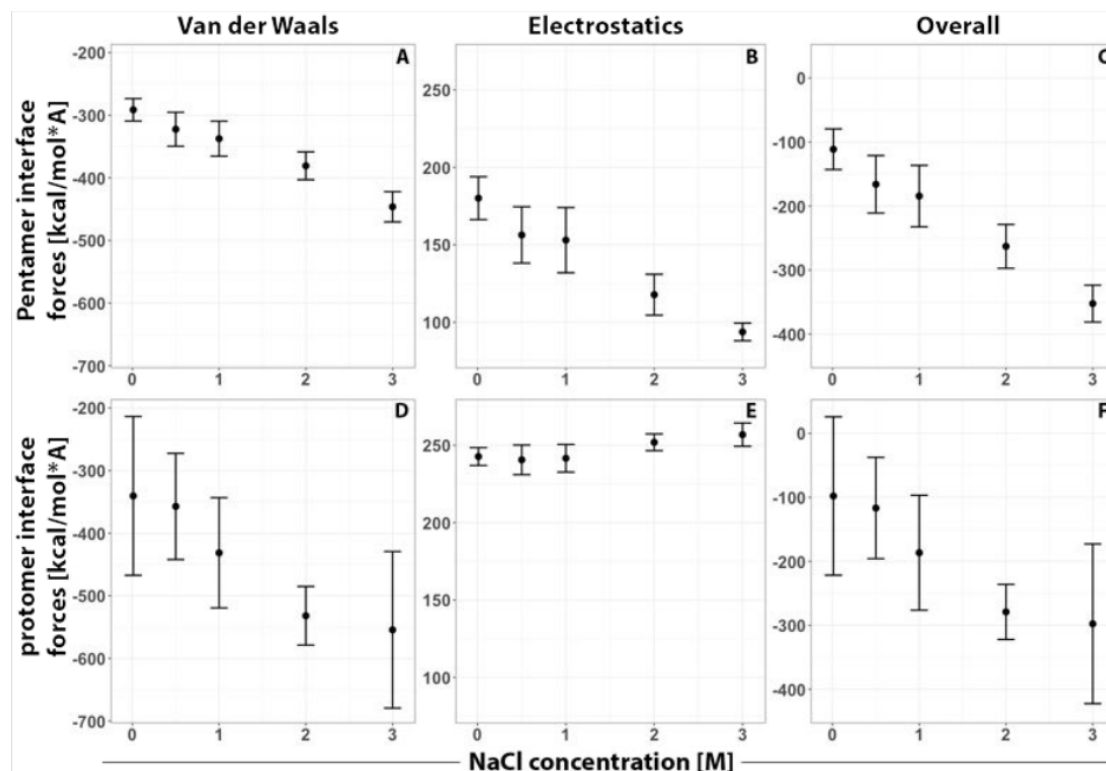 Van der Waals Electrostatics Overall
Pentamer interface
forces [kcal/mol*A]
A
-200
-300
-400
-500
-600
-700
0 1 2 3
B
250
200
150
100
0 1 2 3
C
0
-100
-200
-300
-400
0 1 2 3
protomer interface
forces [kcal/mol*A]
D
-200
-300
-400
-500
-600
-700
0 1 2 3
E
250
200
150
100
0 1 2 3
F
0
-100
-200
-300
-400
0 1 2 3
NaCl concentration [M]